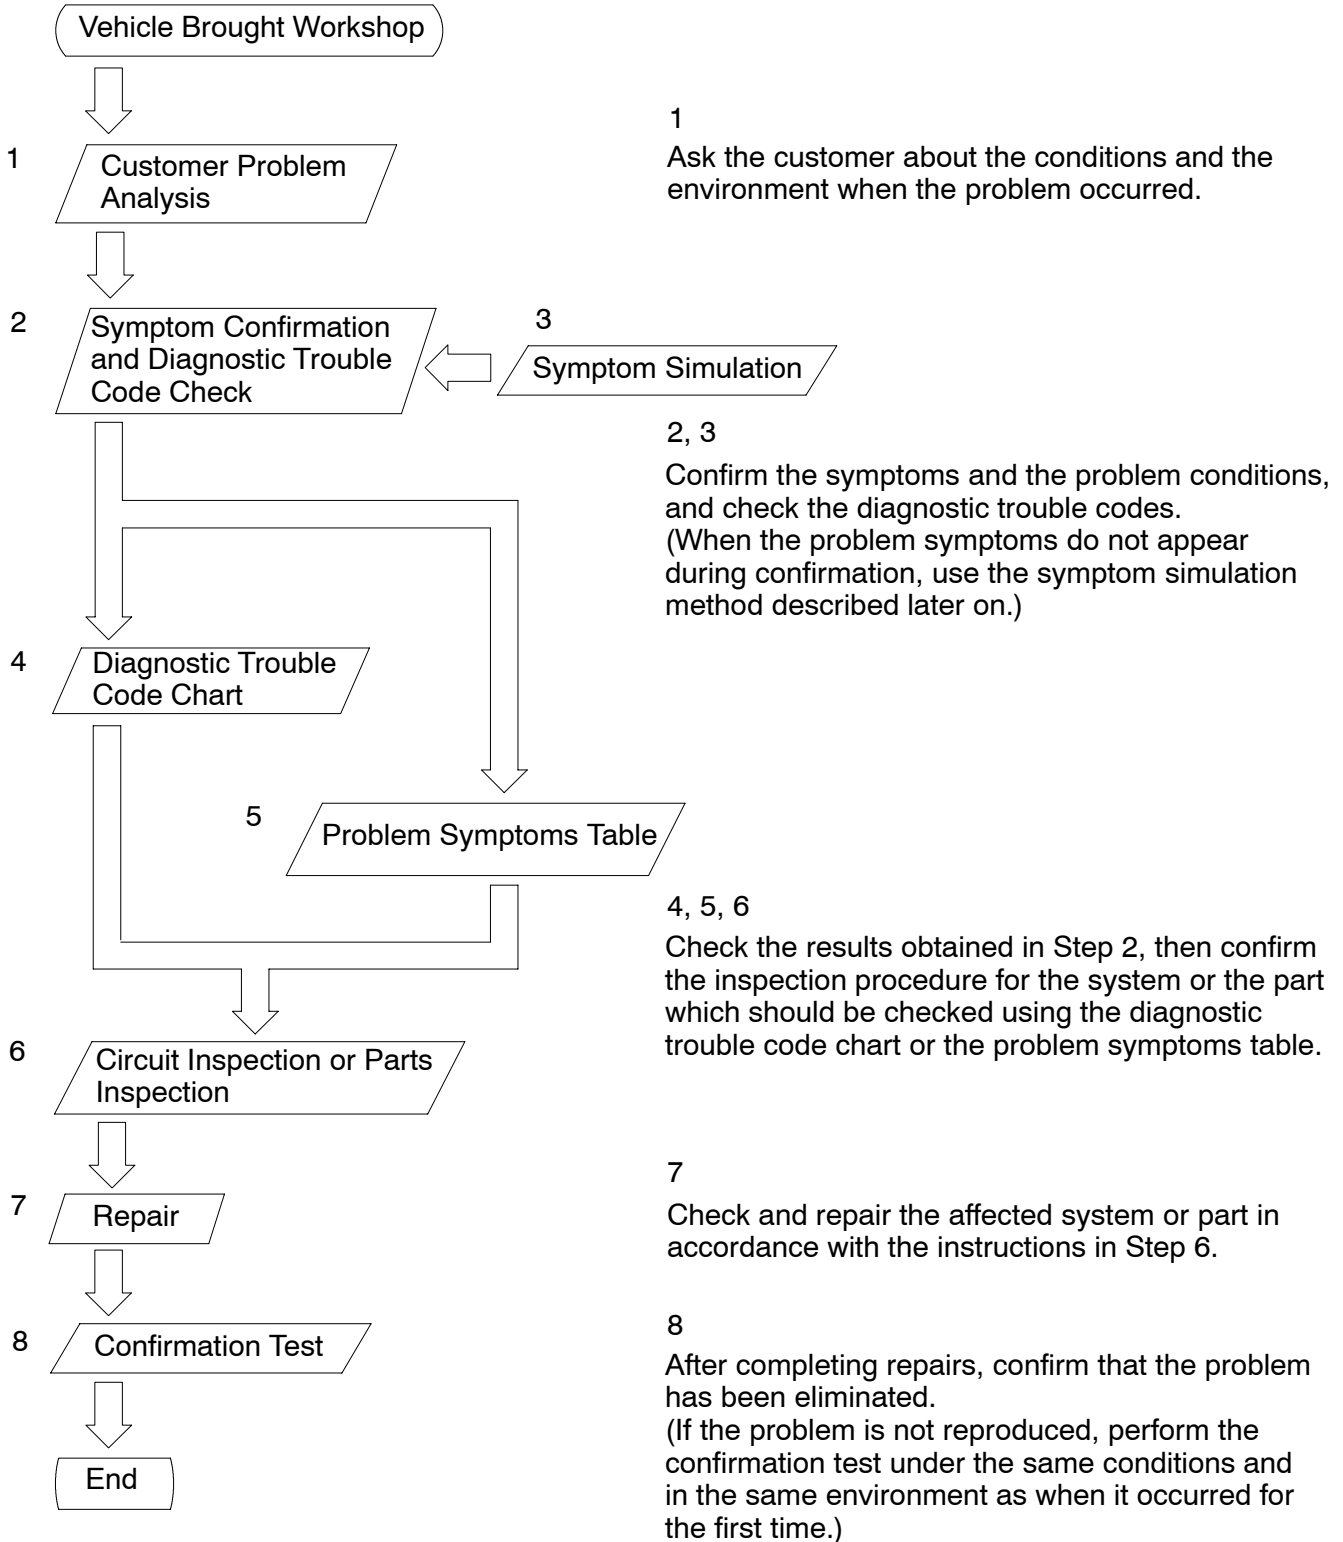 Vehicle Brought Workshop
1
Customer Problem
Analysis
1
Ask the customer about the conditions and the
environment when the problem occurred.
2
Symptom Confirmation
and Diagnostic Trouble
Code Check
3
Symptom Simulation
2, 3
Confirm the symptoms and the problem conditions,
and check the diagnostic trouble codes.
(When the problem symptoms do not appear
during confirmation, use the symptom simulation
method described later on.)
4
Diagnostic Trouble
Code Chart
5
Problem Symptoms Table
4, 5, 6
Check the results obtained in Step 2, then confirm
the inspection procedure for the system or the part
which should be checked using the diagnostic
trouble code chart or the problem symptoms table.
6
Circuit Inspection or Parts
Inspection
7
Repair
7
Check and repair the affected system or part in
accordance with the instructions in Step 6.
8
Confirmation Test
8
After completing repairs, confirm that the problem
has been eliminated.
(If the problem is not reproduced, perform the
confirmation test under the same conditions and
in the same environment as when it occurred for
the first time.)
End